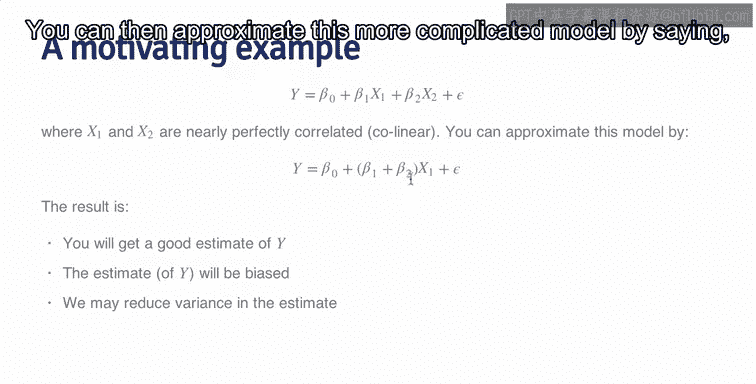 You can then approximate this more complicated model by saying,
A motivating example
Y = β₀ + β₁X₁ + β₂X₂ + ϵ
where X₁ and X₂ are nearly perfectly correlated (co-linear). You can approximate this model by:
Y = β₀ + (β₁ + β₂)X₁ + ϵ
The result is:
· You will get a good estimate of Y
· The estimate (of Y) will be biased
· We may reduce variance in the estimate